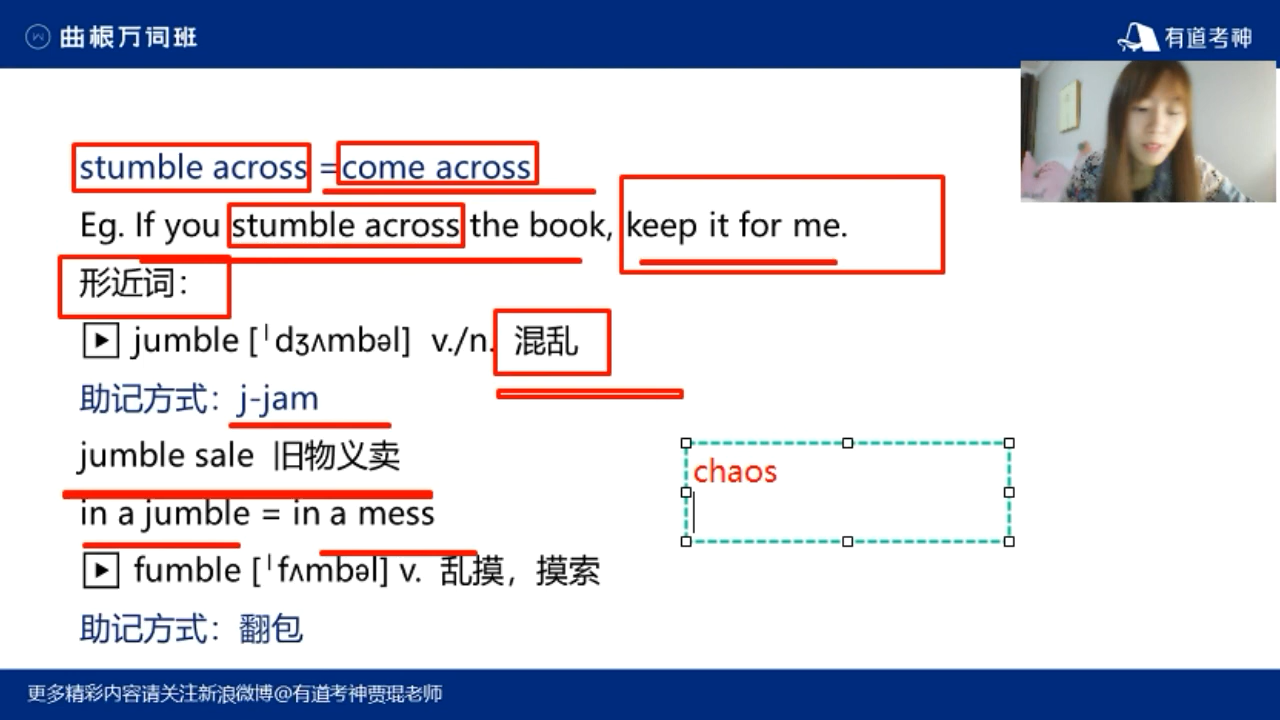 曲根万词班
有道考神
stumble across = come across
Eg. If you stumble across the book, keep it for me.
形近词：
jumble [ˈdʒʌmbəl] v./n. 混乱
助记方式：j-jam
jumble sale 旧物义卖
chaos
in a jumble = in a mess
fumble [ˈfʌmbəl] v. 乱摸，摸索
助记方式：翻包
更多精彩内容请关注新浪微博@有道考神贾琨老师